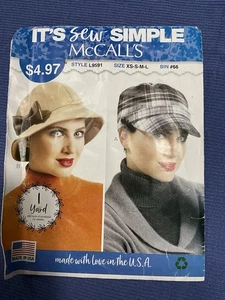 IT'S sew SIMPLE
McCALL'S
$4.97
STYLE L9591 SIZE XS-S-M-L BIN #66
1
Yard
MADE IN USA
made with love in the U.S.A.